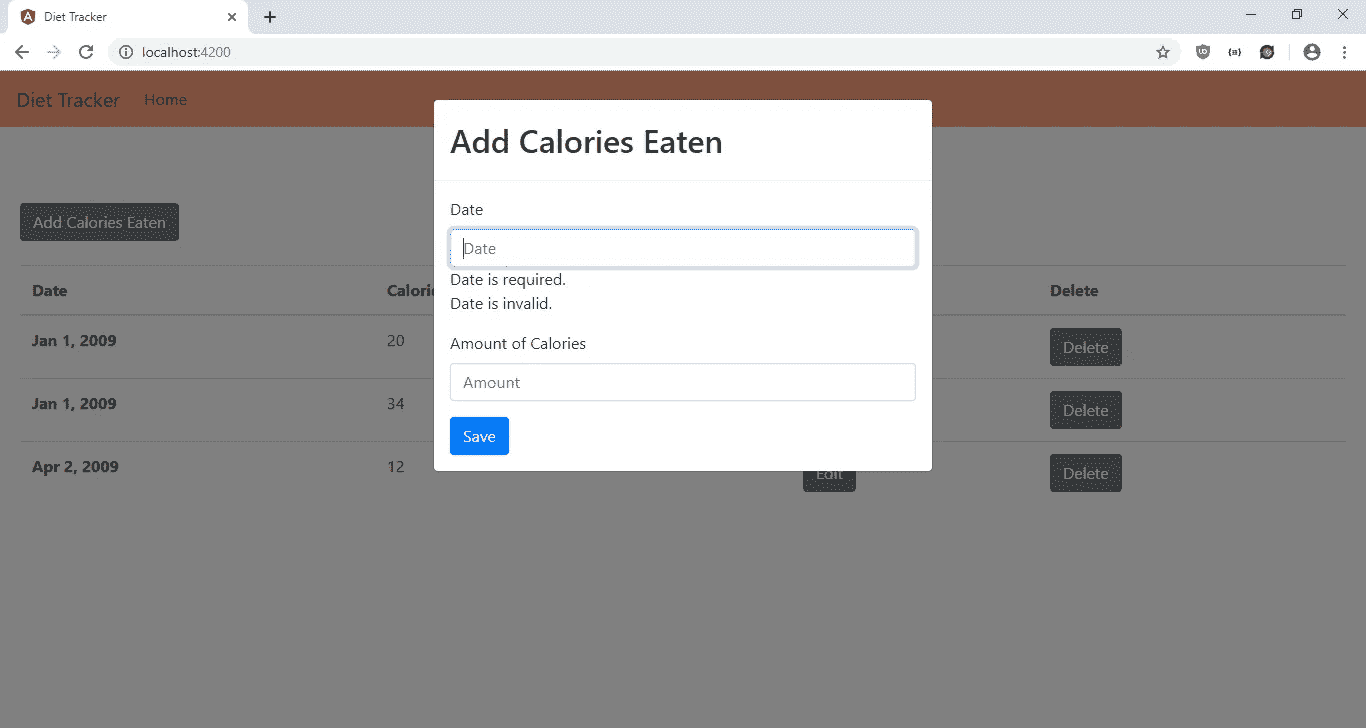 Diet Tracker
localhost:4200
Diet Tracker Home
Add Calories Eaten
Add Calories Eaten
Date
Date
Date is required.
Date is invalid.
Amount of Calories
Amount
Save
Date Delete
Jan 1, 2009 20 Delete
Jan 1, 2009 34 Delete
Apr 2, 2009 12 Edit Delete